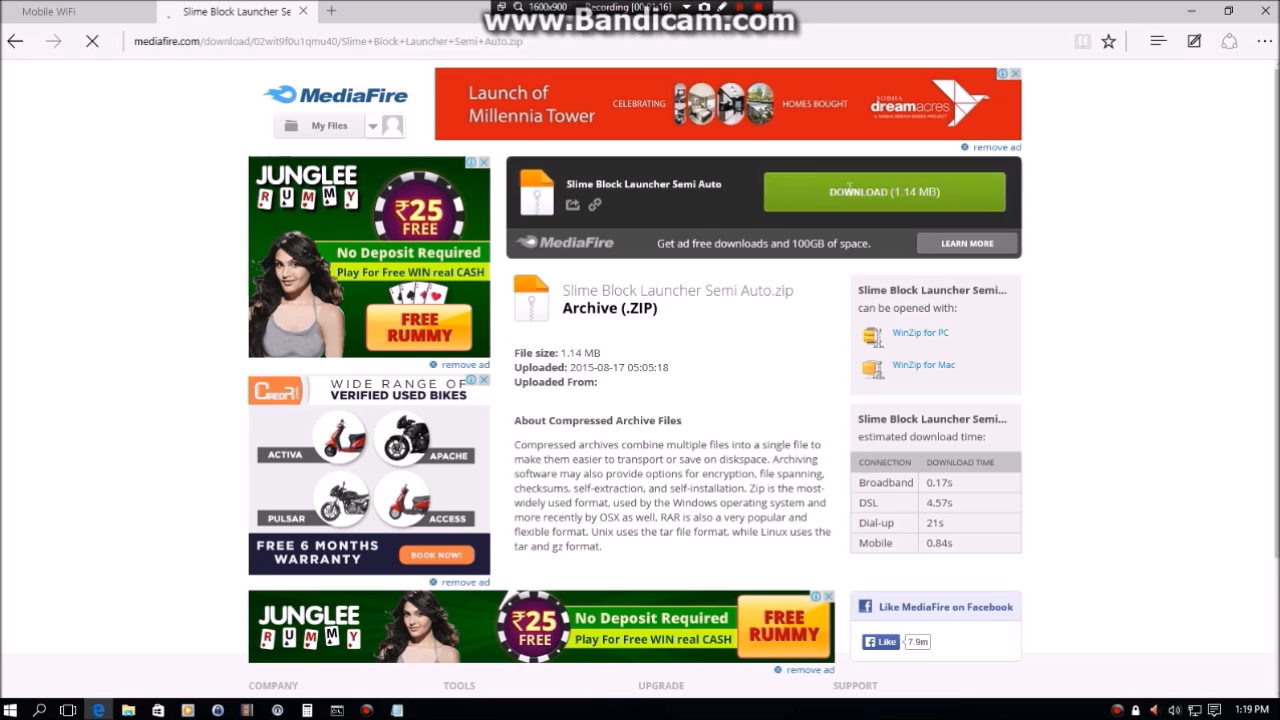 Mobile WiFi
Slime Block Launcher Se
1600x900
Recording [00:01:16]
www.Bandicam.com
mediafire.com/download/02wit9f0u1qmu40/Slime+Block+Launcher+Semi+Auto.zip
MediaFire
My Files
Launch of
Millennia Tower
CELEBRATING
HOMES BOUGHT
SOBHA
dreamacres
A SOBHA DREAM SERIES PROJECT
remove ad
JUNGLEE
RUMMY
₹25
FREE
No Deposit Required
Play For Free WIN real CASH
FREE
RUMMY
remove ad
Slime Block Launcher Semi Auto
DOWNLOAD (1.14 MB)
MediaFire
Get ad free downloads and 100GB of space.
LEARN MORE
Slime Block Launcher Semi Auto.zip
Archive (.ZIP)
File size: 1.14 MB
Uploaded: 2015-08-17 05:05:18
Uploaded From:
About Compressed Archive Files
Compressed archives combine multiple files into a single file to
make them easier to transport or save on diskspace. Archiving
software may also provide options for encryption, file spanning,
checksums, self-extraction, and self-installation. Zip is the most-
widely used format, used by the Windows operating system and
more recently by OSX as well. RAR is also a very popular and
flexible format. Unix uses the tar file format, while Linux uses the
tar and gz format.
Slime Block Launcher Semi...
can be opened with:
WinZip for PC
WinZip for Mac
Slime Block Launcher Semi...
estimated download time:
CONNECTION DOWNLOAD TIME
Broadband 0.17s
DSL 4.57s
Dial-up 21s
Mobile 0.84s
CREDR
WIDE RANGE OF
VERIFIED USED BIKES
ACTIVA
APACHE
PULSAR
ACCESS
FREE 6 MONTHS
WARRANTY
BOOK NOW!
remove ad
JUNGLEE
RUMMY
₹25
FREE
No Deposit Required
Play For Free WIN real CASH
FREE
RUMMY
remove ad
Like MediaFire on Facebook
Like 7.9m
COMPANY
TOOLS
UPGRADE
SUPPORT
1:19 PM